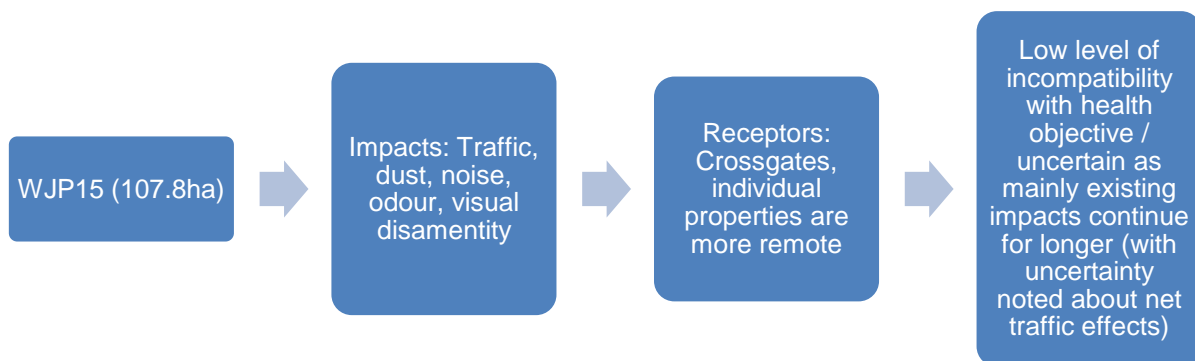 WJP15 (107.8ha)
Impacts: Traffic,
dust, noise,
odour, visual
disamentity
Receptors:
Crossgates,
individual
properties are
more remote
Low level of
incompatibility
with health
objective /
uncertain as
mainly existing
impacts continue
for longer (with
uncertainty
noted about net
traffic effects)